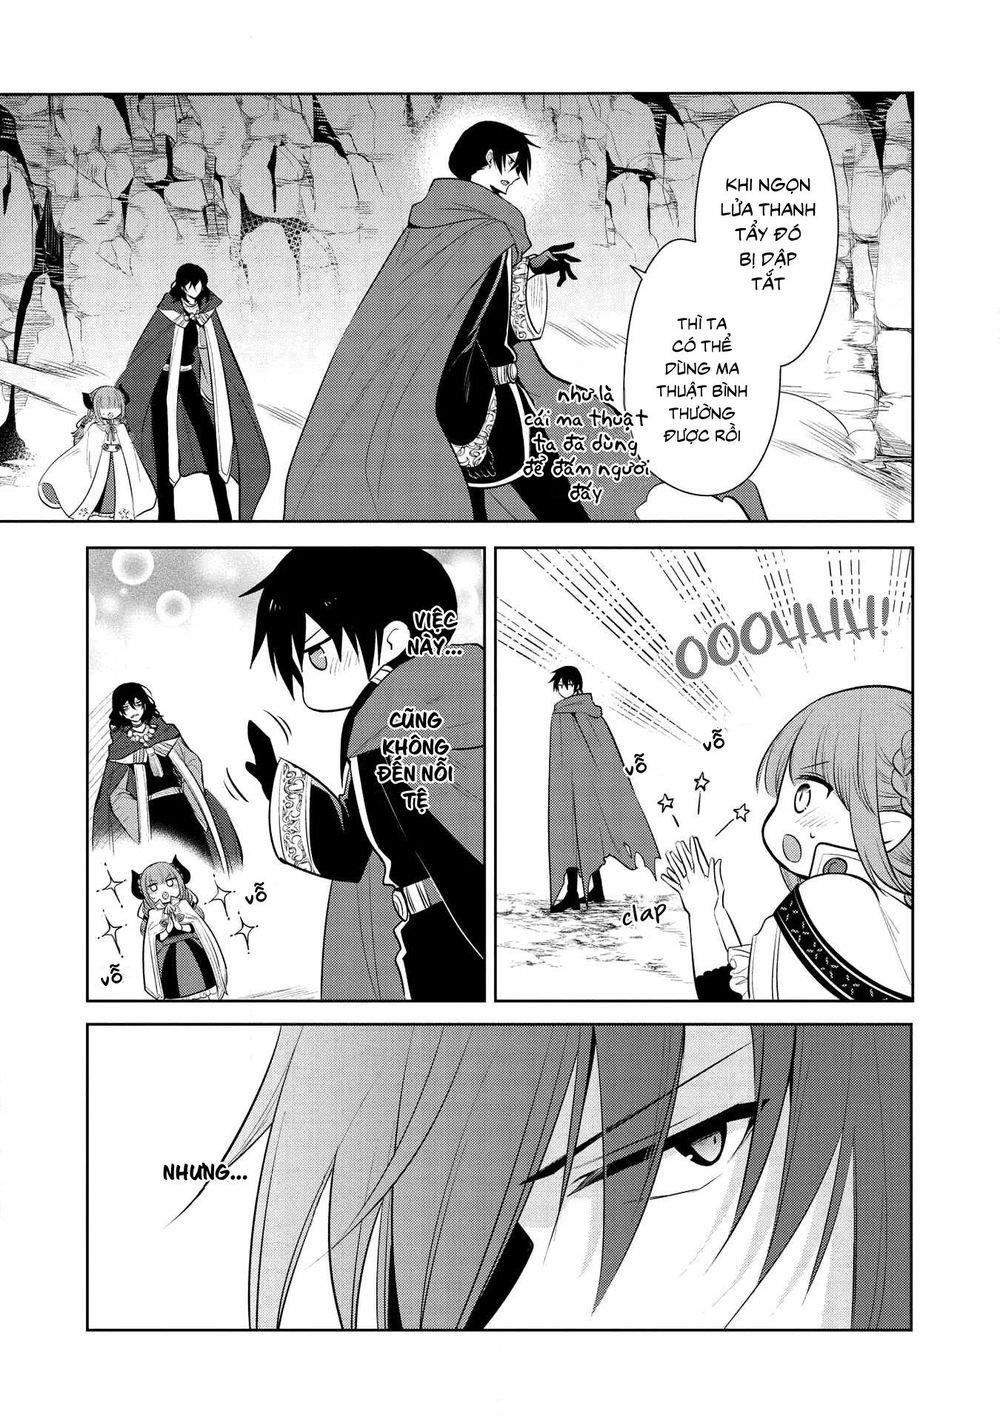 KHI NGỌN
LỬA THANH
TẨY ĐÓ
BỊ DẬP
TẮT
THÌ TA
CÓ THỂ
DÙNG MA
THUẬT BÌNH
THƯỜNG
ĐƯỢC RỒI
như là
cái ma thuật
ta đã dùng
để đấm người
đấy
OOOHHH!
vỗ
vỗ
clap
VIỆC
NÀY...
CŨNG
KHÔNG
ĐẾN NỖI
TỆ
vỗ
vỗ
NHƯNG...